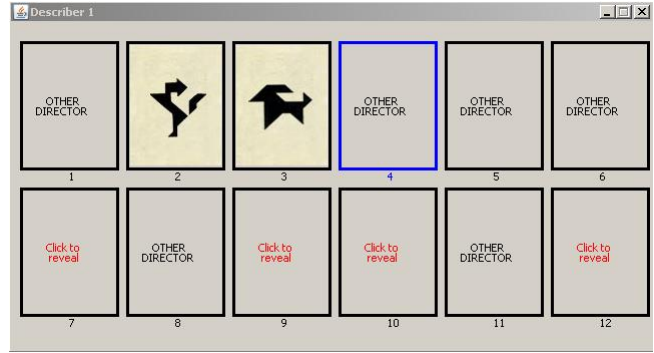 Describer 1
OTHER
DIRECTOR
OTHER
DIRECTOR
OTHER
DIRECTOR
OTHER
DIRECTOR
1
2
3
4
5
6
Click to
reveal
OTHER
DIRECTOR
Click to
reveal
Click to
reveal
OTHER
DIRECTOR
Click to
reveal
7
8
9
10
11
12